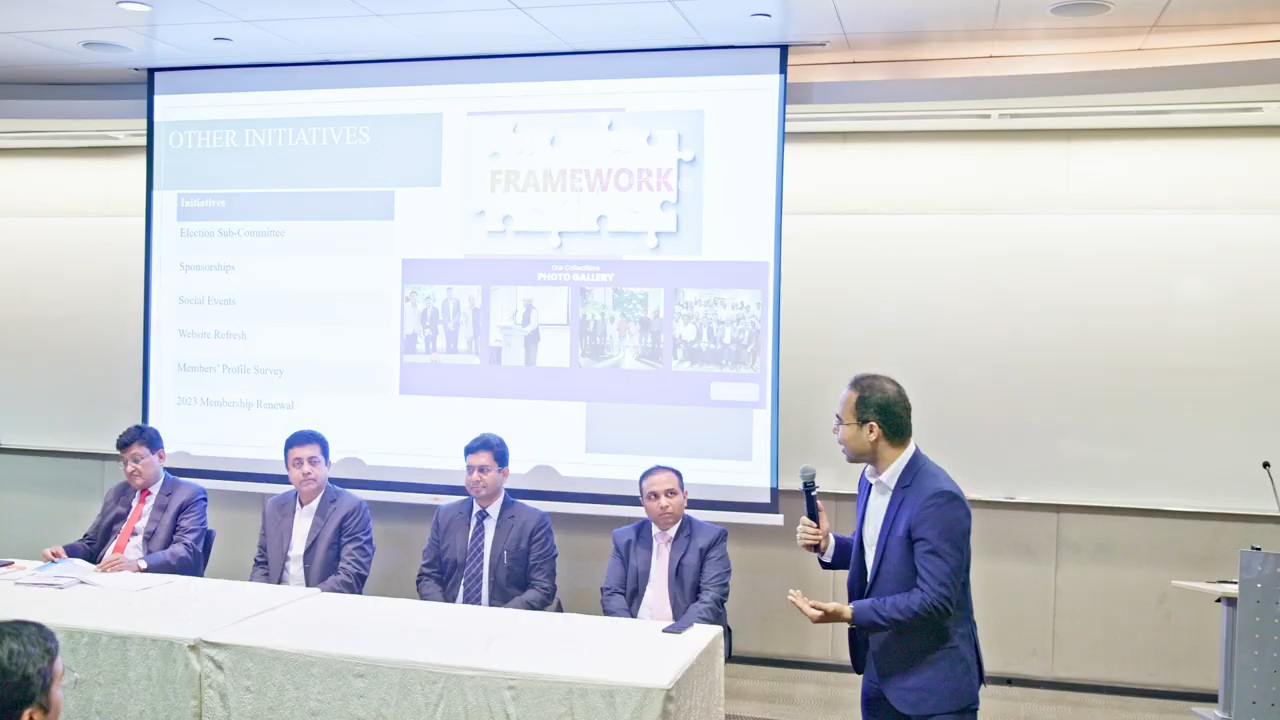 OTHER INITIATIVES
Initiatives
Election Sub-Committee
Sponsorships
Social Events
Website Refresh
Members' Profile Survey
2023 Membership Renewal
FRAMEWORK
Our Collections
PHOTO GALLERY